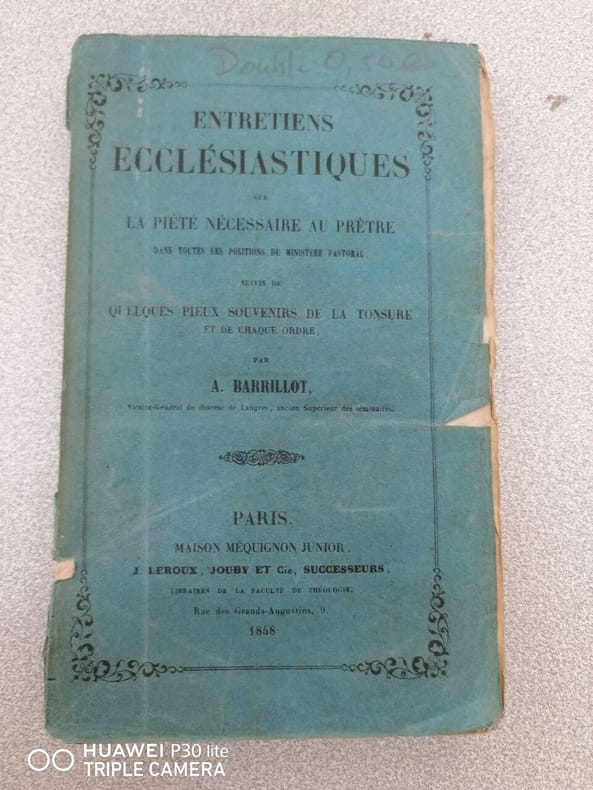 Double 0,50€
ENTRETIENS
ECCLÉSIASTIQUES
SUR
LA PIÉTÉ NÉCESSAIRE AU PRÊTRE
DANS TOUTES LES POSITIONS DU MINISTÈRE PASTORAL,
SUIVIS DE
QUELQUES PIEUX SOUVENIRS DE LA TONSURE
ET DE CHAQUE ORDRE,
PAR
A. BARRILLOT,
Vicaire-Général du diocèse de Langres, ancien Supérieur des séminaires.
PARIS.
MAISON MÉQUIGNON JUNIOR,
J. LEROUX, JOUBY ET Cie, SUCCESSEURS,
LIBRAIRES DE LA FACULTÉ DE THÉOLOGIE,
Rue des Grands-Augustins, 9.
1848
HUAWEI P30 lite
TRIPLE CAMERA